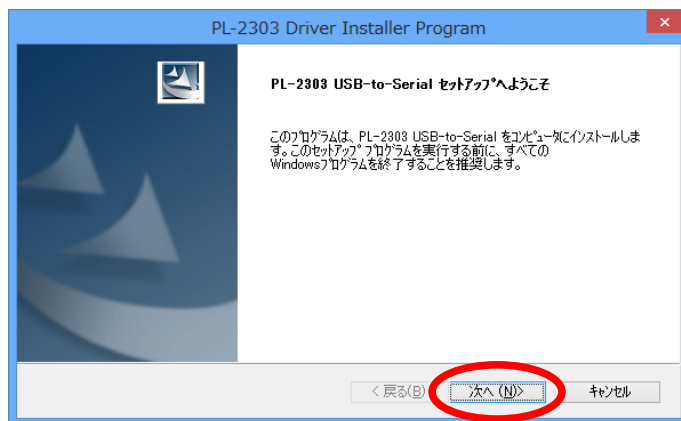 PL-2303 Driver Installer Program
×
PL-2303 USB-to-Serial ｾｯﾄｱｯﾌﾟへようこそ
このﾌﾟﾛｸﾞﾗﾑは、PL-2303 USB-to-Serial をｺﾝﾋﾟｭｰﾀにｲﾝｽﾄｰﾙしま
す。このｾｯﾄｱｯﾌﾟ ﾌﾟﾛｸﾞﾗﾑを実行する前に、すべての
Windowsﾌﾟﾛｸﾞﾗﾑを終了することを推奨します。
< 戻る(B)
次へ (N)>
ｷｬﾝｾﾙ